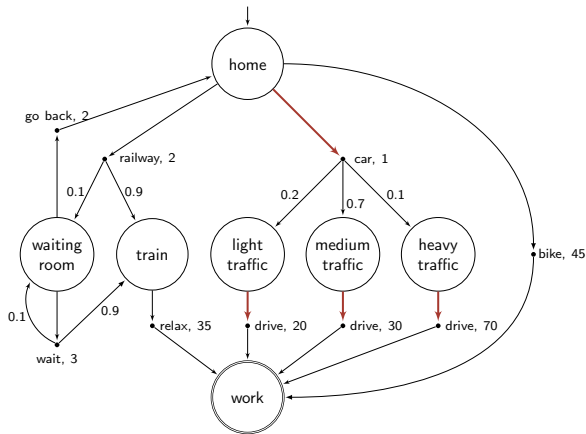 home
go back, 2
railway, 2
car, 1
0.1
0.9
0.2
0.7
0.1
waiting
room
train
light
traffic
medium
traffic
heavy
traffic
bike, 45
0.1
0.9
relax, 35
drive, 20
drive, 30
drive, 70
wait, 3
work